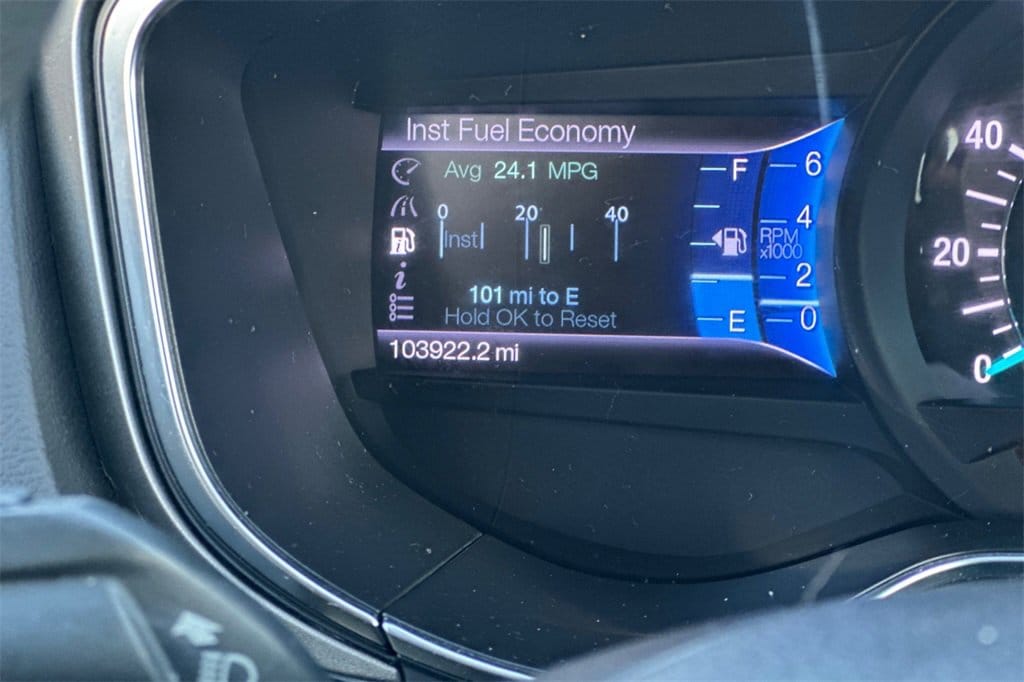 Inst Fuel Economy
Avg 24.1 MPG
0 20 40
Inst
101 mi to E
Hold OK to Reset
103922.2 mi
F
E
6
4
RPM
x1000
2
0
40
20
0